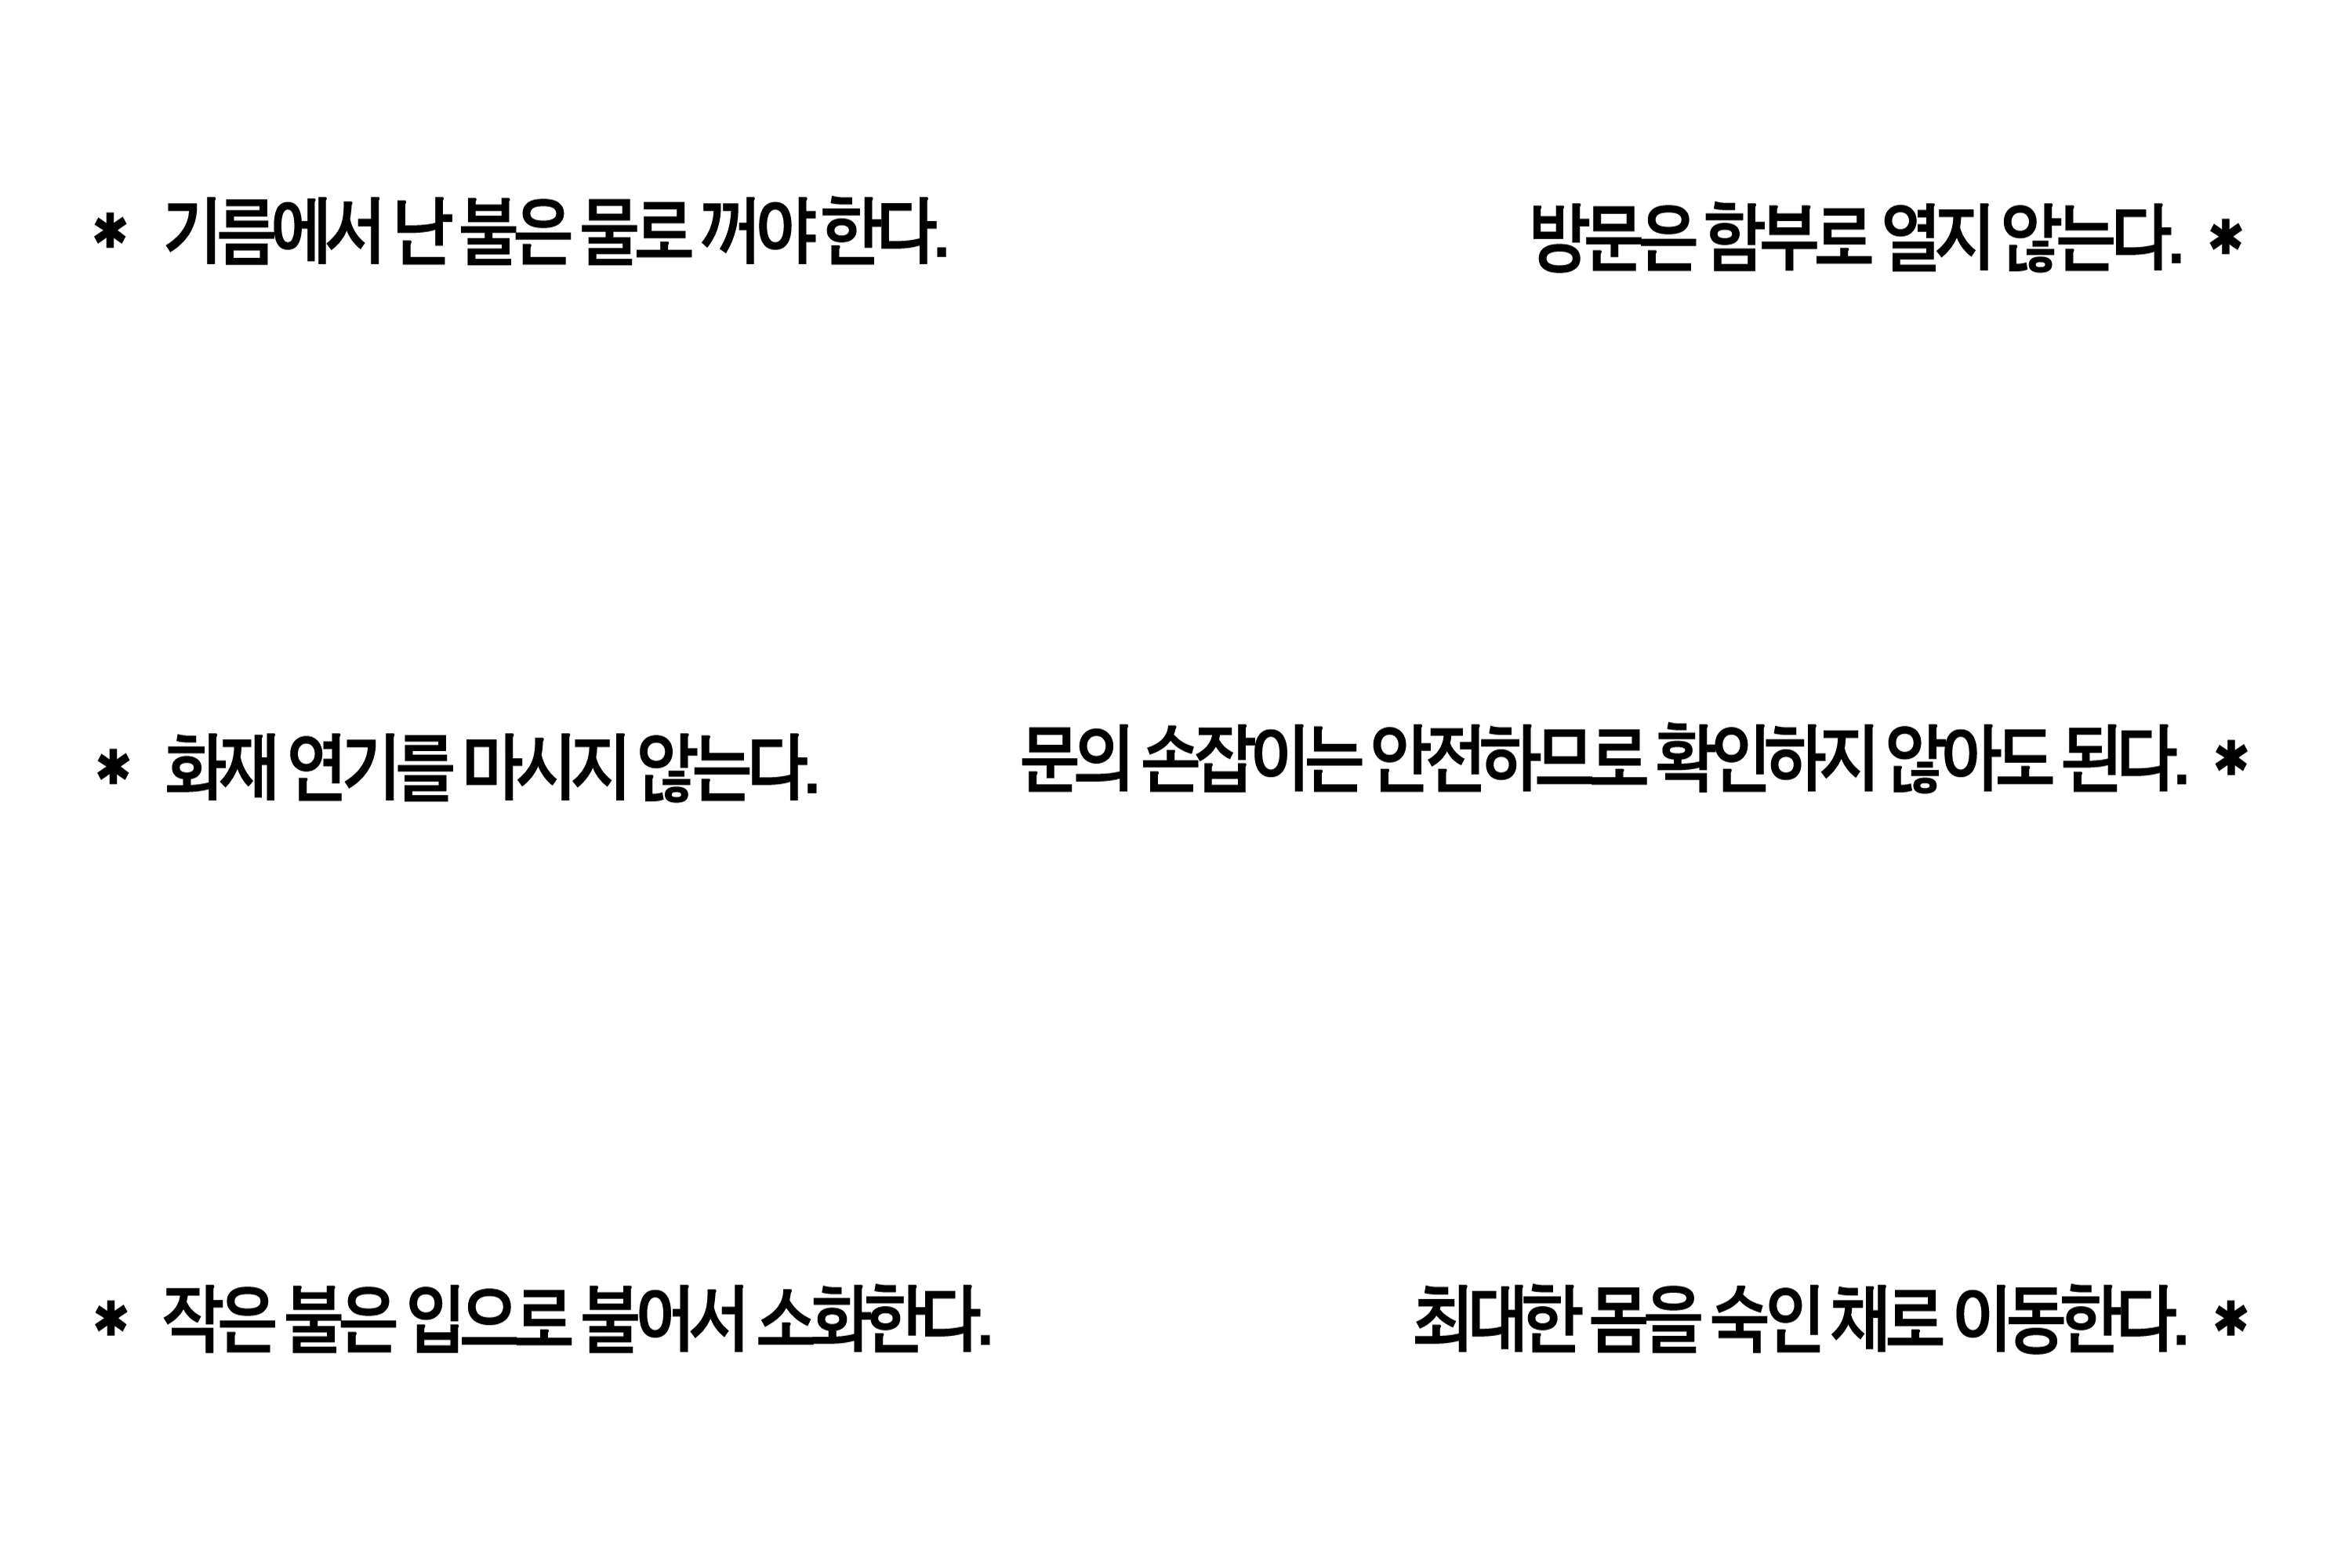 * 기름에서 난 불은 물로 꺼야 한다.
방문은 함부로 열지 않는다. *
* 화재 연기를 마시지 않는다.
문의 손잡이는 안전함으로 확인하지 않아도 된다. *
* 작은 불은 입으로 불어서 소화한다.
최대한 몸을 숙인 채로 이동한다. *